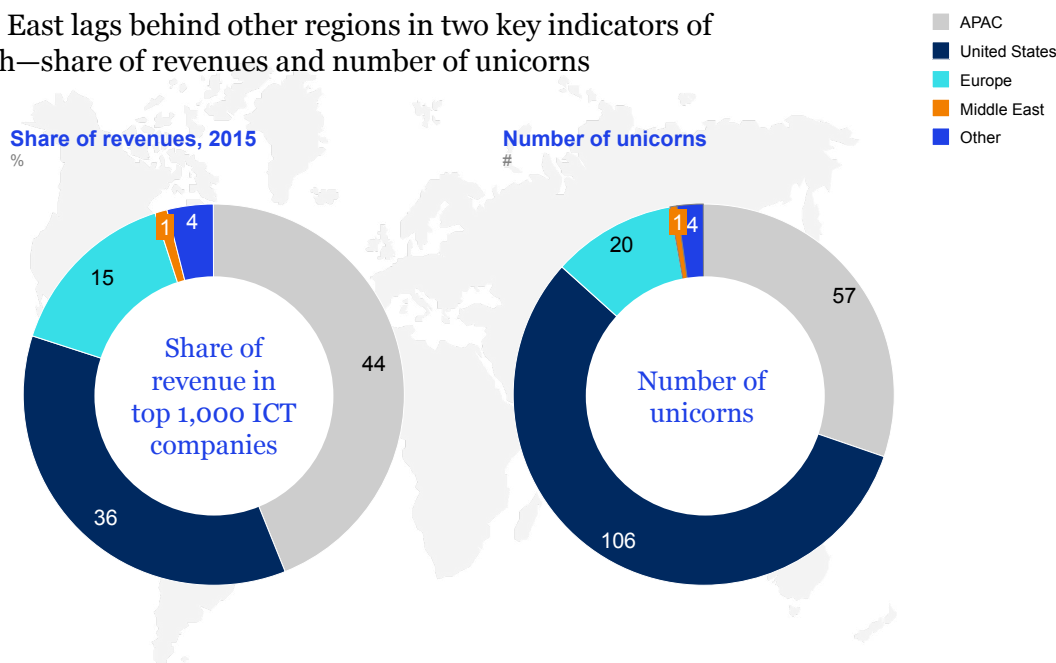 East lags behind other regions in two key indicators of
h—share of revenues and number of unicorns
APAC
United States
Europe
Middle East
Other
Share of revenues, 2015
%
1
4
15
44
36
Share of
revenue in
top 1,000 ICT
companies
Number of unicorns
#
1
4
20
57
106
Number of
unicorns